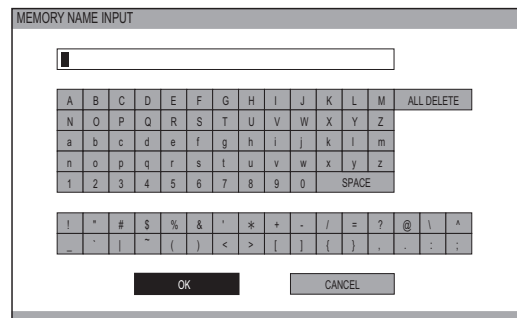 MEMORY NAME INPUT
A B C D E F G H I J K L M ALL DELETE
N O P Q R S T U V W X Y Z
a b c d e f g h i j k l m
n o p q r s t u v w x y z
1 2 3 4 5 6 7 8 9 0 SPACE
! " # $ % & ' * + - / = ? @ \ ^
_ ` | ~ ( ) < > [ ] { } , . : ;
OK CANCEL